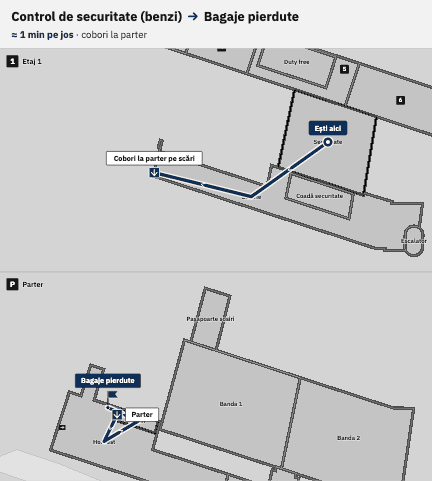 Control de securitate (benzi) → Bagaje pierdute
≈ 1 min pe jos · cobori la parter
1 Etaj 1
Duty free
5
6
Ești aici
Cobori la parter pe scări
Coadă securitate
Escalator
P Parter
Pașapoarte sosiri
Bagaje pierdute
Parter
Banda 1
Banda 2